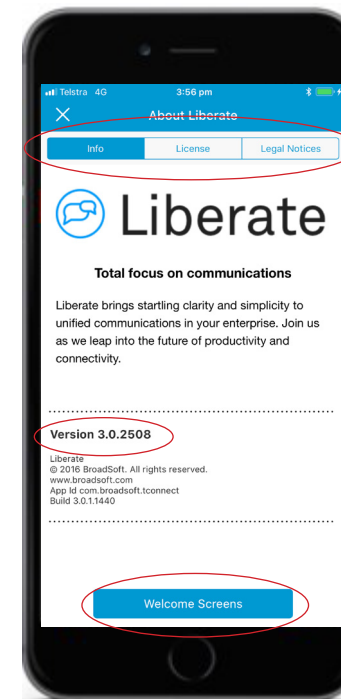 Telstra 4G 3:56 pm
About Liberate
Info License Legal Notices
Liberate
Total focus on communications
Liberate brings startling clarity and simplicity to
unified communications in your enterprise. Join us
as we leap into the future of productivity and
connectivity.
Version 3.0.2508
Liberate
© 2016 BroadSoft. All rights reserved.
www.broadsoft.com
App Id com.broadsoft.tconnect
Build 3.0.1.1440
Welcome Screens